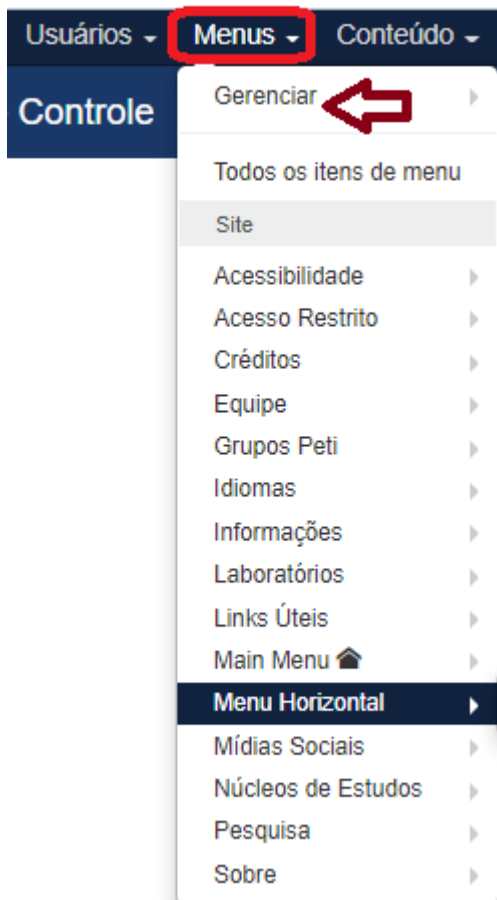 Usuários Menus Conteúdo
Controle
Gerenciar
Todos os itens de menu
Site
Acessibilidade
Acesso Restrito
Créditos
Equipe
Grupos Peti
Idiomas
Informações
Laboratórios
Links Úteis
Main Menu
Menu Horizontal
Mídias Sociais
Núcleos de Estudos
Pesquisa
Sobre